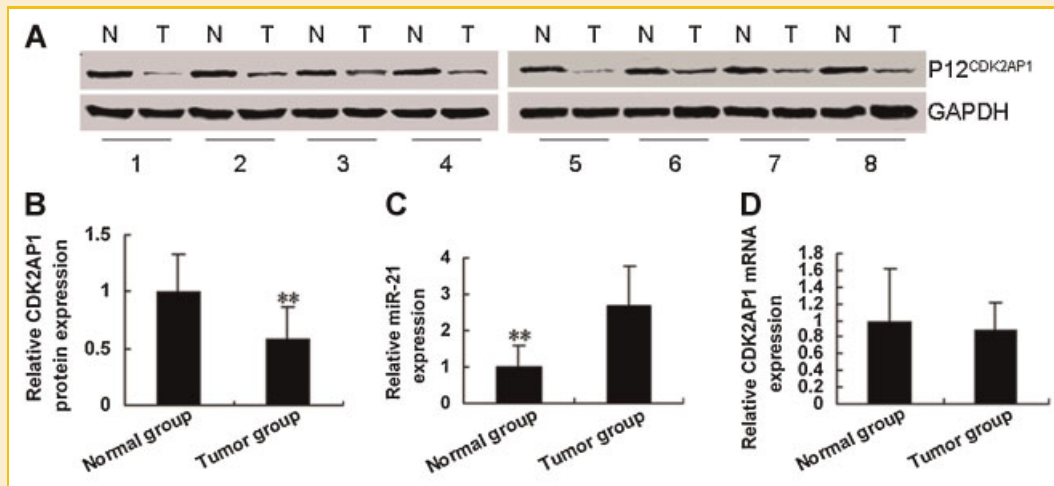 A
N T N T N T N T N T N T N T N T
P12CDK2AP1
GAPDH
1 2 3 4 5 6 7 8
B
Relative CDK2AP1
protein expression
1.5
1
0.5
0
**
Normal group
Tumor group
C
Relative miR-21
expression
4
3
2
1
0
**
Normal group
Tumor group
D
Relative CDK2AP1 mRNA
expression
1.8
1.6
1.4
1.2
1
0.8
0.6
0.4
0.2
0
Normal group
Tumor group